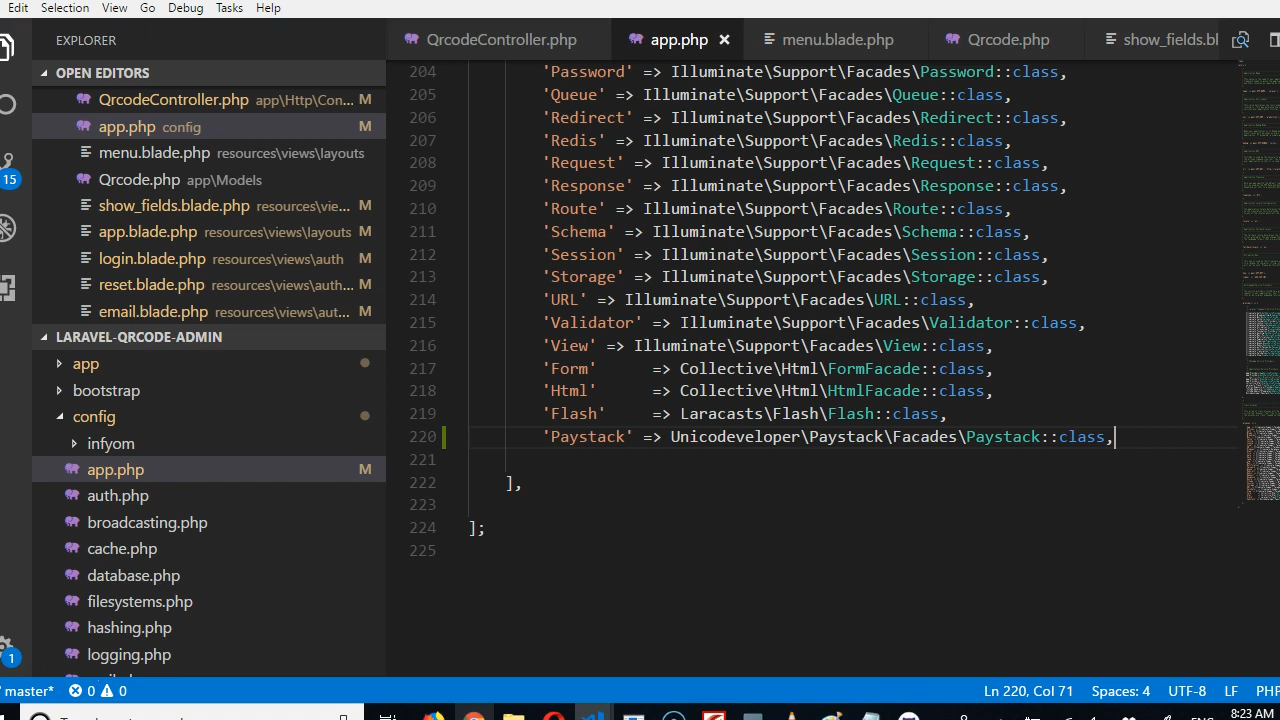 Edit Selection View Go Debug Tasks Help
EXPLORER
OPEN EDITORS
QrcodeController.php app\Http\Con... M
app.php config M
menu.blade.php resources\views\layouts
Qrcode.php app\Models
show_fields.blade.php resources\vie... M
app.blade.php resources\views\layouts M
login.blade.php resources\views\auth M
reset.blade.php resources\views\auth... M
email.blade.php resources\views\aut... M
LARAVEL-QRCODE-ADMIN
app
bootstrap
config
infyom
app.php M
auth.php
broadcasting.php
cache.php
database.php
filesystems.php
hashing.php
logging.php
15
1
QrcodeController.php app.php × menu.blade.php Qrcode.php show_fields.bl
204 'Password' => Illuminate\Support\Facades\Password::class,
205 'Queue' => Illuminate\Support\Facades\Queue::class,
206 'Redirect' => Illuminate\Support\Facades\Redirect::class,
207 'Redis' => Illuminate\Support\Facades\Redis::class,
208 'Request' => Illuminate\Support\Facades\Request::class,
209 'Response' => Illuminate\Support\Facades\Response::class,
210 'Route' => Illuminate\Support\Facades\Route::class,
211 'Schema' => Illuminate\Support\Facades\Schema::class,
212 'Session' => Illuminate\Support\Facades\Session::class,
213 'Storage' => Illuminate\Support\Facades\Storage::class,
214 'URL' => Illuminate\Support\Facades\URL::class,
215 'Validator' => Illuminate\Support\Facades\Validator::class,
216 'View' => Illuminate\Support\Facades\View::class,
217 'Form' => Collective\Html\FormFacade::class,
218 'Html' => Collective\Html\HtmlFacade::class,
219 'Flash' => Laracasts\Flash\Flash::class,
220 'Paystack' => Unicodeveloper\Paystack\Facades\Paystack::class,
221
222 ],
223
224 ];
225
master* 0 0 Ln 220, Col 71 Spaces: 4 UTF-8 LF PHP
8:23 AM